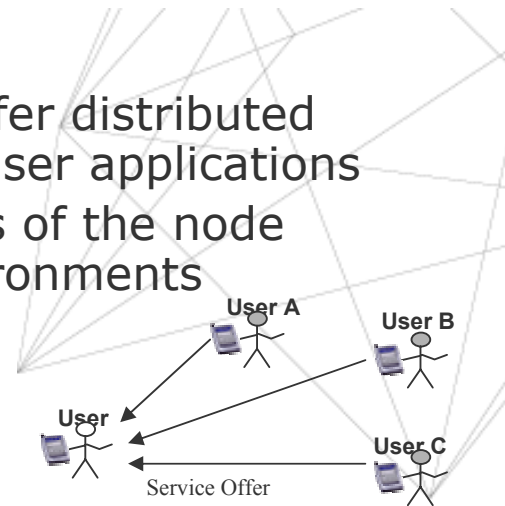 fer distributed
ser applications
s of the node
ronments
User A
User B
User
User C
Service Offer